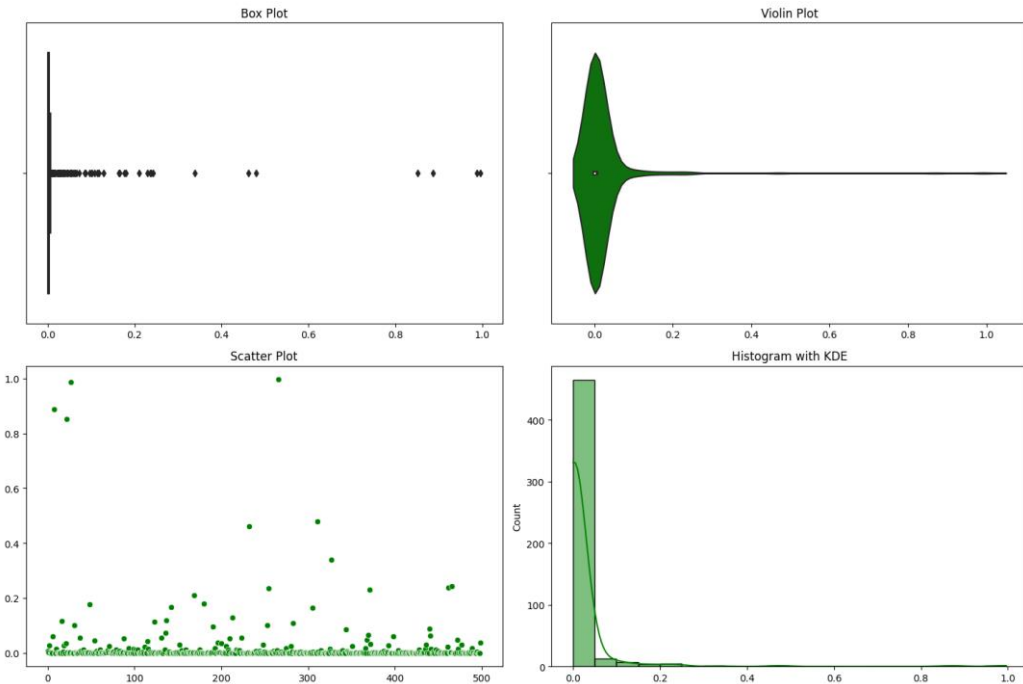 Box Plot
0.0 0.2 0.4 0.6 0.8 1.0
Violin Plot
0.0 0.2 0.4 0.6 0.8 1.0
Scatter Plot
1.0
0.8
0.6
0.4
0.2
0.0
0 100 200 300 400 500
Histogram with KDE
Count
400
300
200
100
0
0.0 0.2 0.4 0.6 0.8 1.0